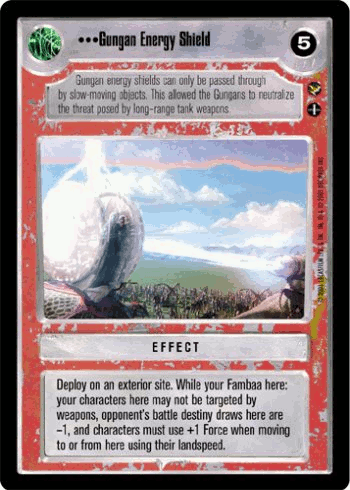 •••Gungan Energy Shield
5
Gungan energy shields can only be passed through
by slow-moving objects. This allowed the Gungans to neutralize
the threat posed by long-range tank weapons.
EFFECT
Deploy on an exterior site. While your Fambaa here:
your characters here may not be targeted by
weapons, opponent's battle destiny draws here are
–1, and characters must use +1 Force when moving
to or from here using their landspeed.